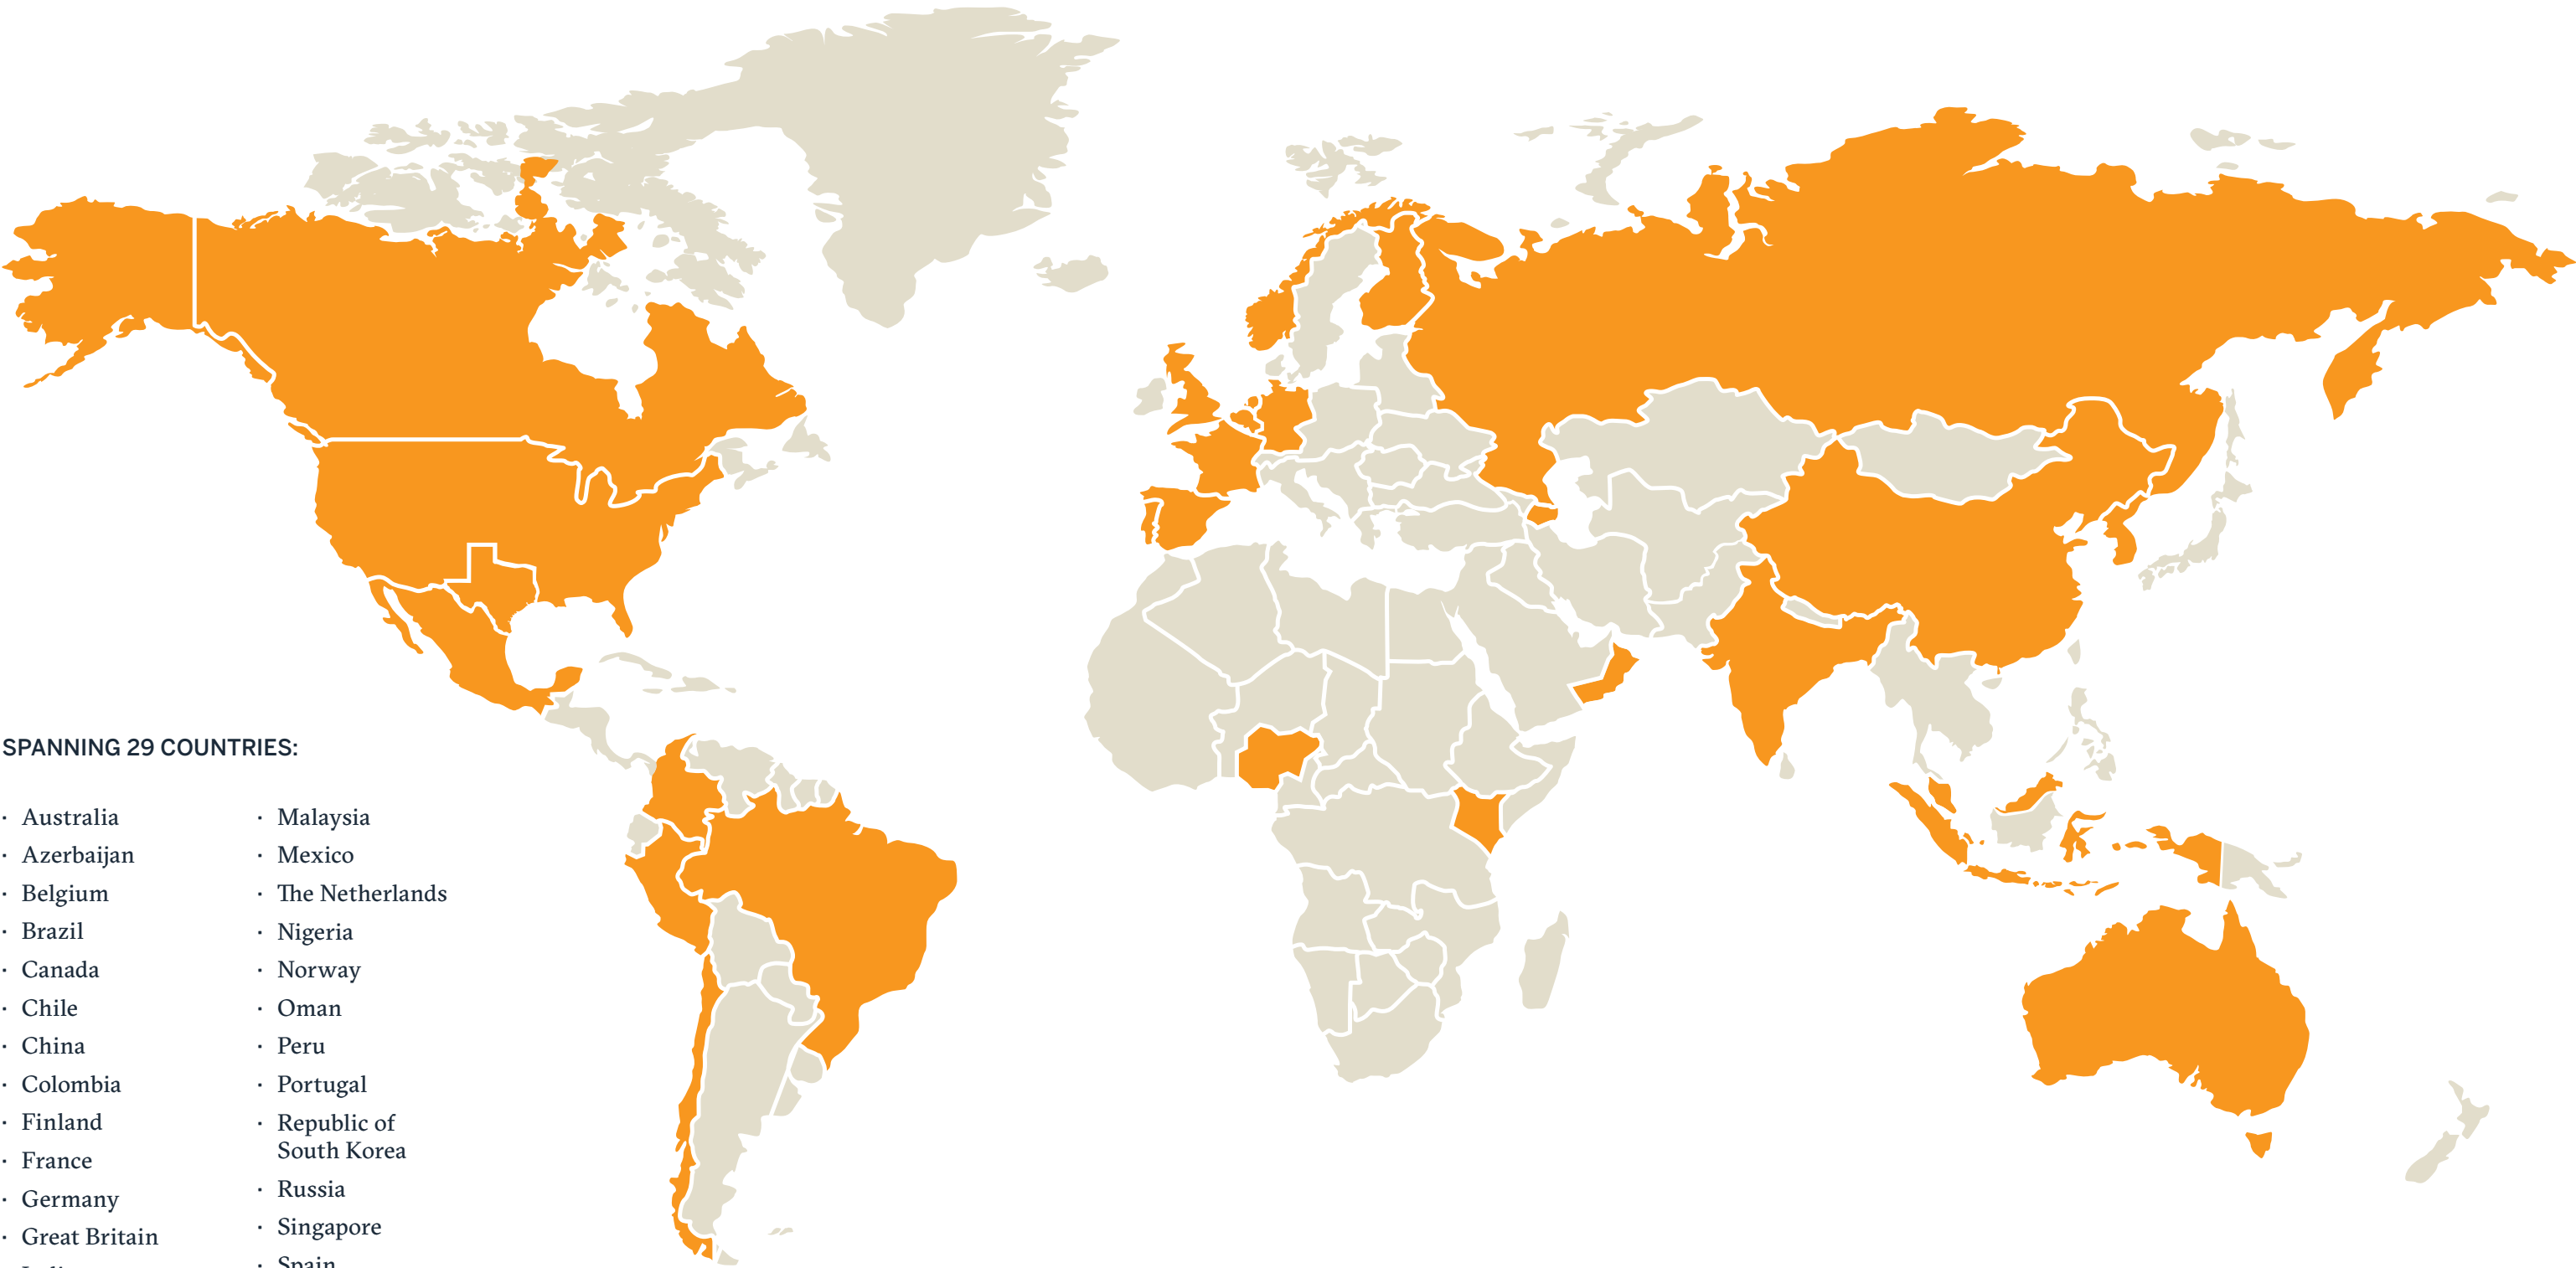 SPANNING 29 COUNTRIES:
· Australia
· Azerbaijan
· Belgium
· Brazil
· Canada
· Chile
· China
· Colombia
· Finland
· France
· Germany
· Great Britain
· Malaysia
· Mexico
· The Netherlands
· Nigeria
· Norway
· Oman
· Peru
· Portugal
· Republic of
South Korea
· Russia
· Singapore
· Spain